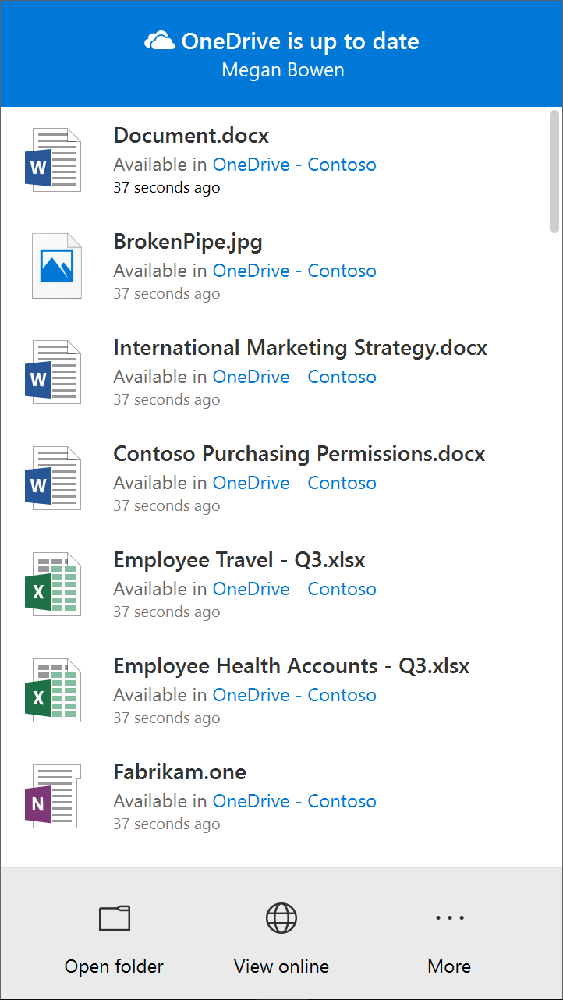 OneDrive is up to date
Megan Bowen
Document.docx
Available in OneDrive - Contoso
37 seconds ago
BrokenPipe.jpg
Available in OneDrive - Contoso
37 seconds ago
W
International Marketing Strategy.docx
Available in OneDrive - Contoso
37 seconds ago
W
Contoso Purchasing Permissions.docx
Available in OneDrive - Contoso
37 seconds ago
W
Employee Travel - Q3.xlsx
Available in OneDrive - Contoso
37 seconds ago
X
Employee Health Accounts - Q3.xlsx
Available in OneDrive - Contoso
37 seconds ago
X
Fabrikam.one
Available in OneDrive - Contoso
37 seconds ago
N
Open folder
View online
More